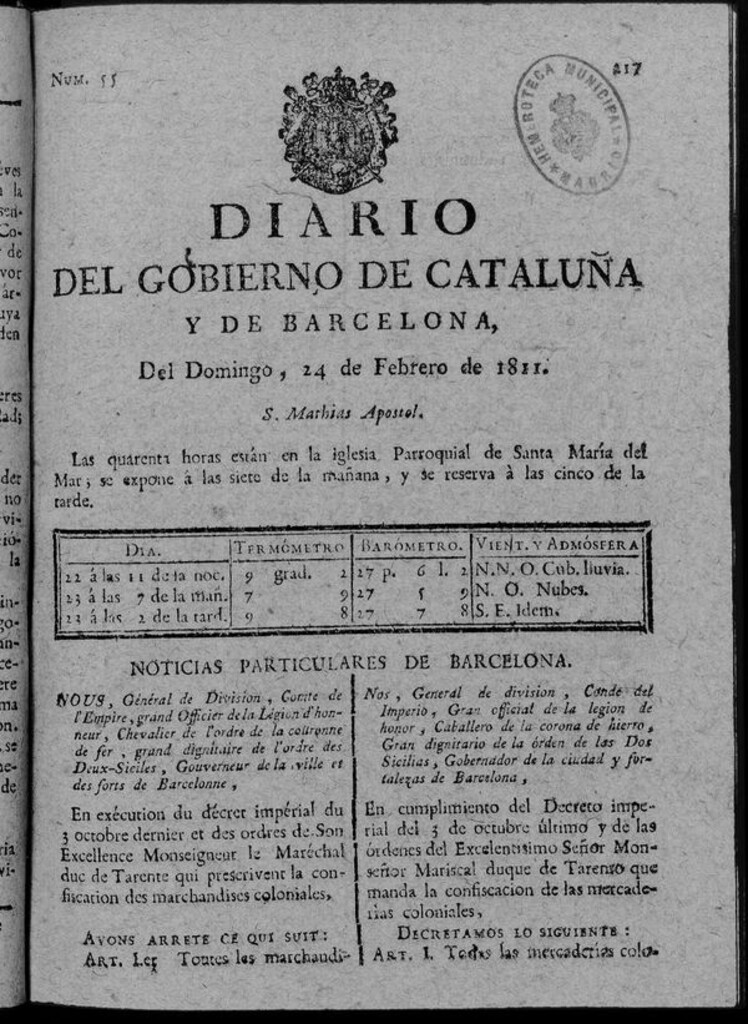 NUM. 55
217
HEMEROTECA MUNICIPAL
MADRID
DIARIO
DEL GOBIERNO DE CATALUÑA
Y DE BARCELONA,
Del Domingo, 24 de Febrero de 1811.
S. Mathias Apostol.
Las quarenta horas están en la iglesia Parroquial de Santa María del
Mar; se expone á las siete de la mañana, y se reserva à las cinco de la
tarde.
DIA. TERMÓMETRO BARÓMETRO. VIENT. Y ADMÓSFERA
22 á las 11 de la noc. 9 grad. 2 27 p. 6 l. 2 N.N. O. Cub. lluvia.
23 á las 7 de la mañ. 7 9 27 5 9 N. O. Nubes.
23 á las 2 de la tard. 9 8 27 7 8 S. E. Idem.
NOTICIAS PARTICULARES DE BARCELONA.
NOUS, Général de Division, Comte de
l'Empire, grand Officier de la Légion d'hon-
neur, Chevalier de l'ordre de la couronne
de fer, grand dignitaire de l'ordre des
Deux-Siciles, Gouverneur de la ville et
des forts de Barcelonne,
En exécution du décret impérial du
3 octobre dernier et des ordres de Son
Excellence Monseigneur le Maréchal
duc de Tarente qui prescrivent la con-
fiscation des marchandises coloniales,
AVONS ARRETE CE QUI SUIT:
ART. I.er Toutes les marchandi-
Nos, General de division, Conde del
Imperio, Gran official de la legion de
honor, Caballero de la corona de hierro,
Gran dignitario de la órden de las Dos
Sicilias, Gobernador de la ciudad y for-
talezas de Barcelona,
En cumplimiento del Decreto impe-
rial del 3 de octubre último y de las
órdenes del Excelentisimo Señor Mon-
señor Mariscal duque de Tarento que
manda la confiscacion de las mercade-
rias coloniales,
DECRETAMOS LO SIGUIENTE:
ART. I. Todas las mercaderías colo-